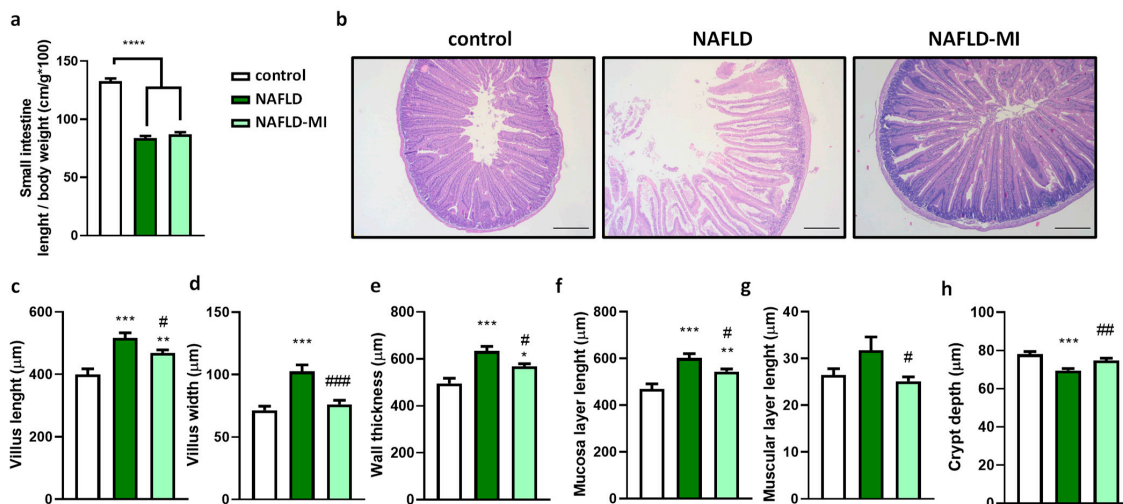 a
Small intestine
lenght / body weight (cm/g*100)
150
100
50
0
****
control
NAFLD
NAFLD-MI
b
control
NAFLD
NAFLD-MI
c
Villus lenght (μm)
600
400
200
0
***
#
**
d
Villus width (μm)
150
100
50
0
***
###
e
Wall thickness (μm)
800
600
400
200
0
***
#
*
f
Mucosa layer lenght (μm)
800
600
400
200
0
***
#
**
g
Muscular layer lenght (μm)
40
30
20
10
0
#
h
Crypt depth (μm)
100
80
60
40
20
0
***
##